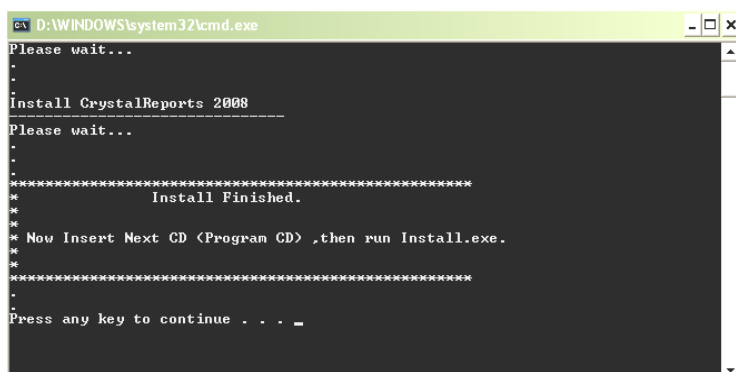 D:\WINDOWS\system32\cmd.exe
Please wait...
.
.
.
Install CrystalReports 2008
-------------------------------
Please wait...
.
.
.
****************************************************
*               Install Finished.
*
*
* Now Insert Next CD (Program CD) ,then run Install.exe.
*
*
****************************************************
.
.
Press any key to continue . . . _